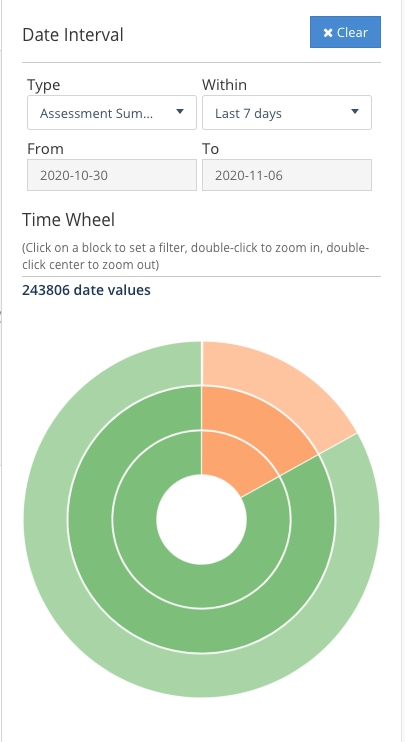 Date Interval
✖ Clear
Type
Within
Assessment Sum...
Last 7 days
From
To
2020-10-30
2020-11-06
Time Wheel
(Click on a block to set a filter, double-click to zoom in, double-
click center to zoom out)
243806 date values